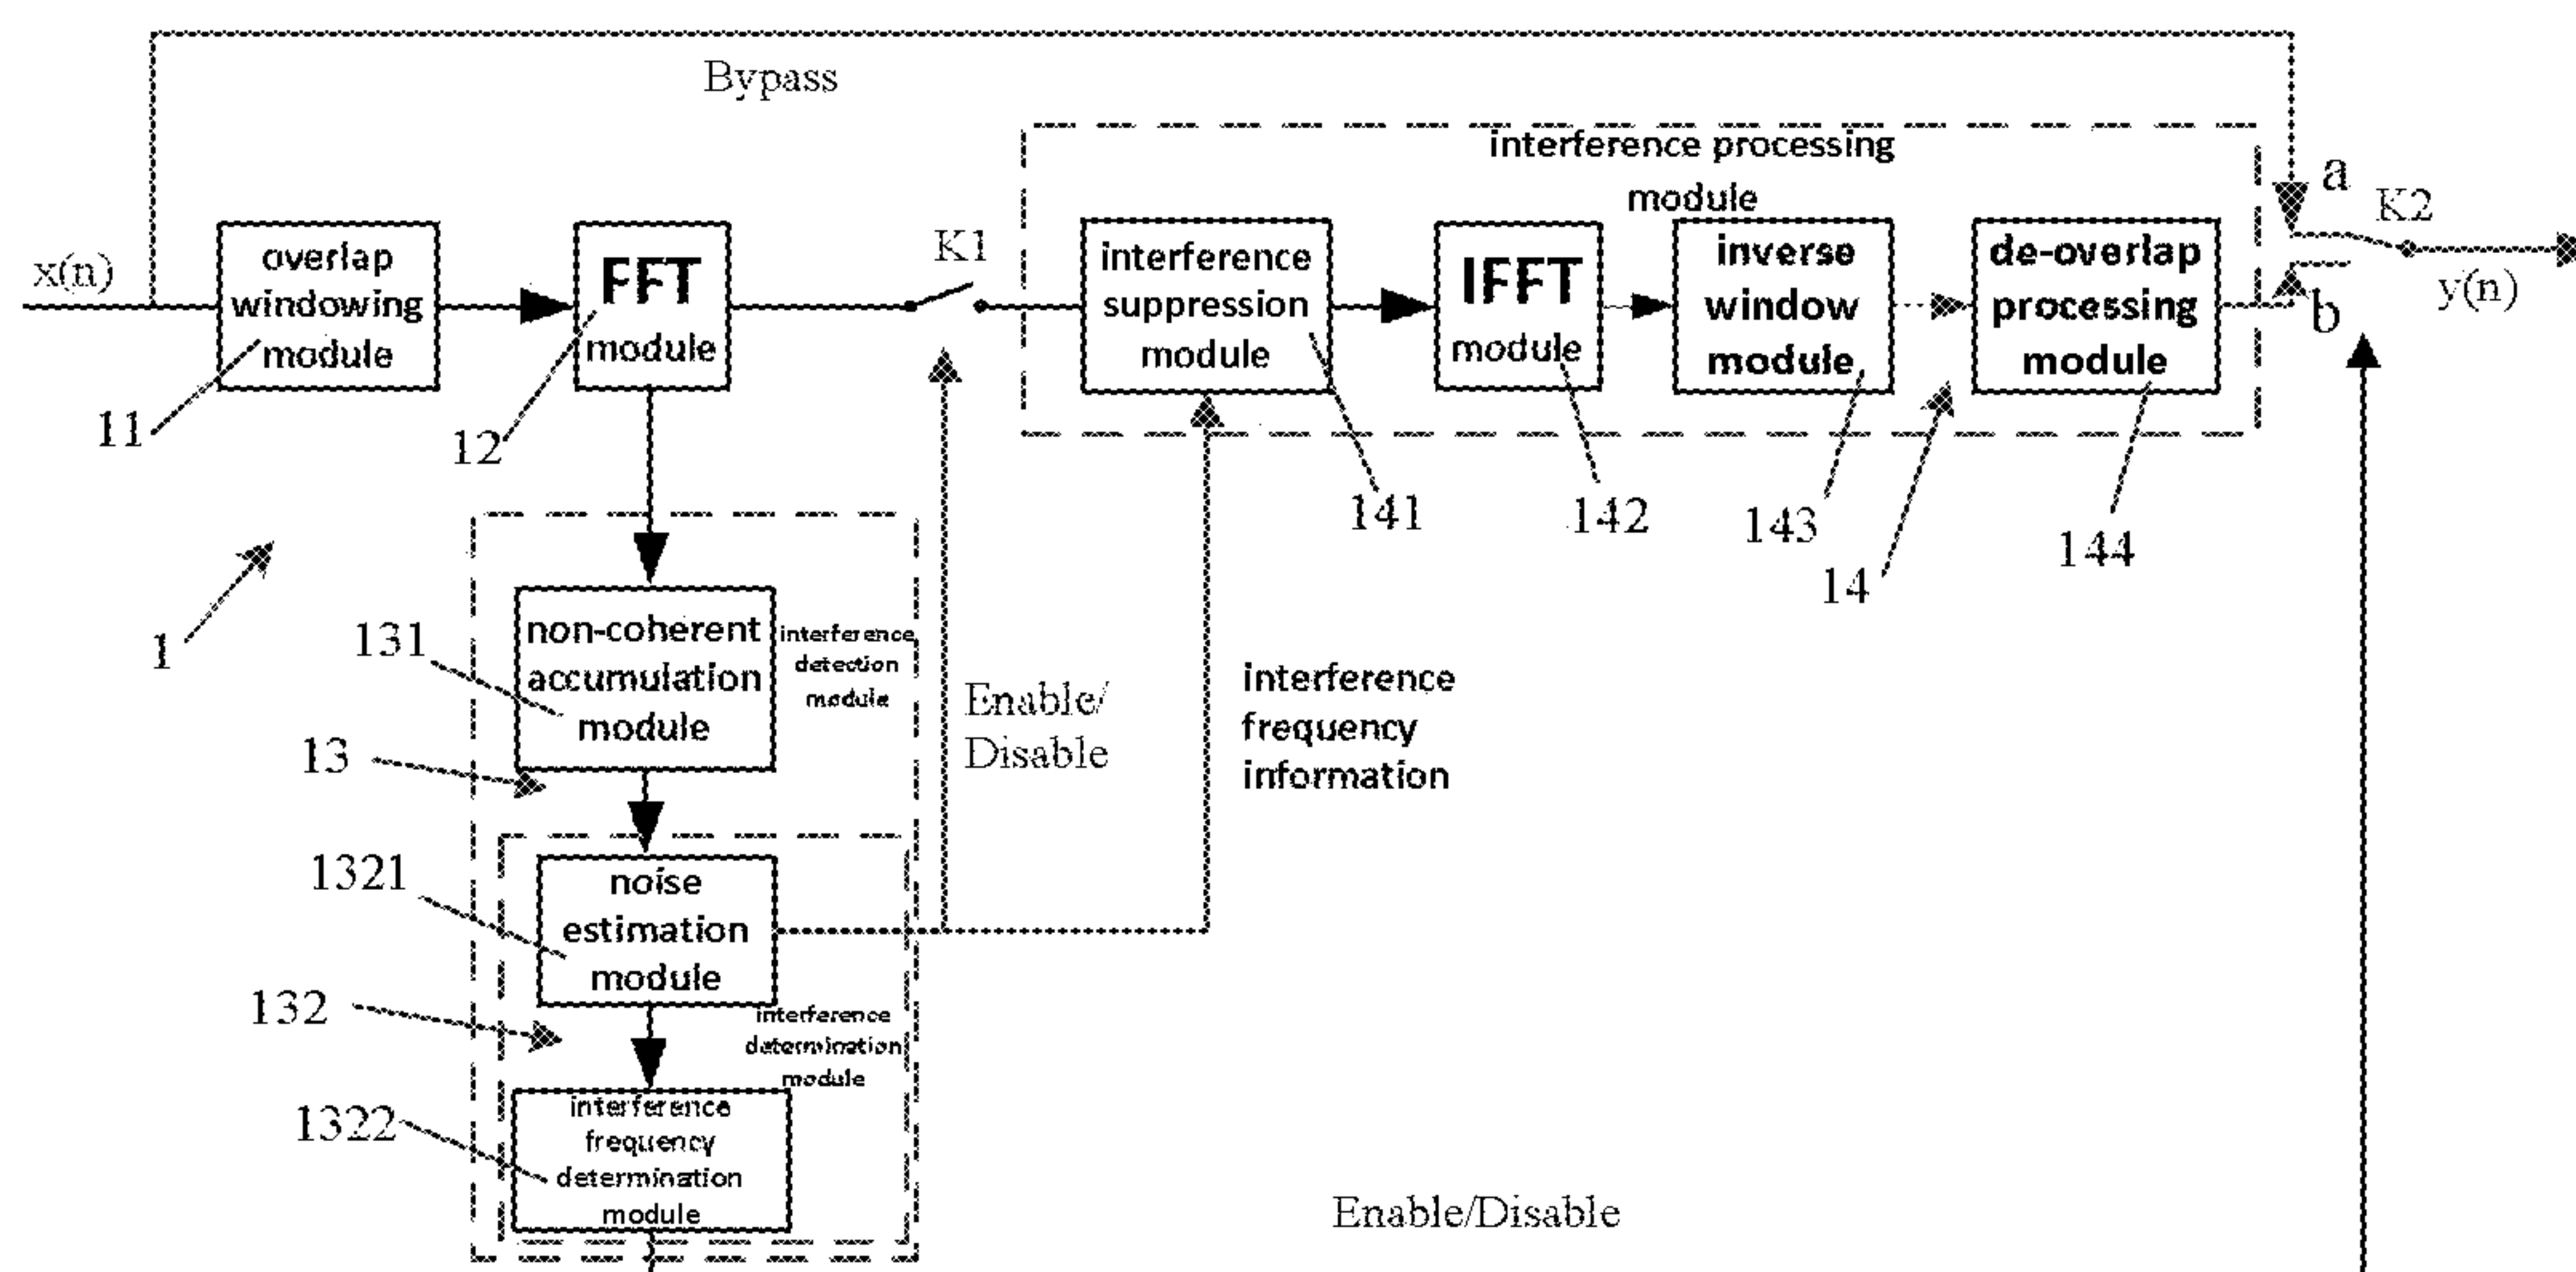 Bypass
interference processing
module
a
K2
x(n)
overlap
windowing
module
FFT
module
K1
interference
suppression
module
IFFT
module
inverse
window
module
de-overlap
processing
module
b
y(n)
11
12
141
142
143
14
144
1
131
non-coherent
accumulation
module
interference
detection
module
13
Enable/
Disable
interference
frequency
information
1321
noise
estimation
module
132
interference
determination
module
1322
interference
frequency
determination
module
Enable/Disable